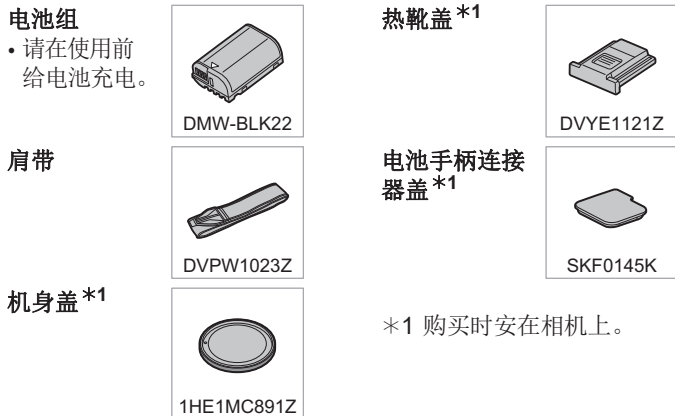 电池组
• 请在使用前
给电池充电。
DMW-BLK22
肩带
DVPW1023Z
机身盖＊1
1HE1MC891Z
热靴盖＊1
DVYE1121Z
电池手柄连接
器盖＊1
SKF0145K
＊1 购买时安在相机上。